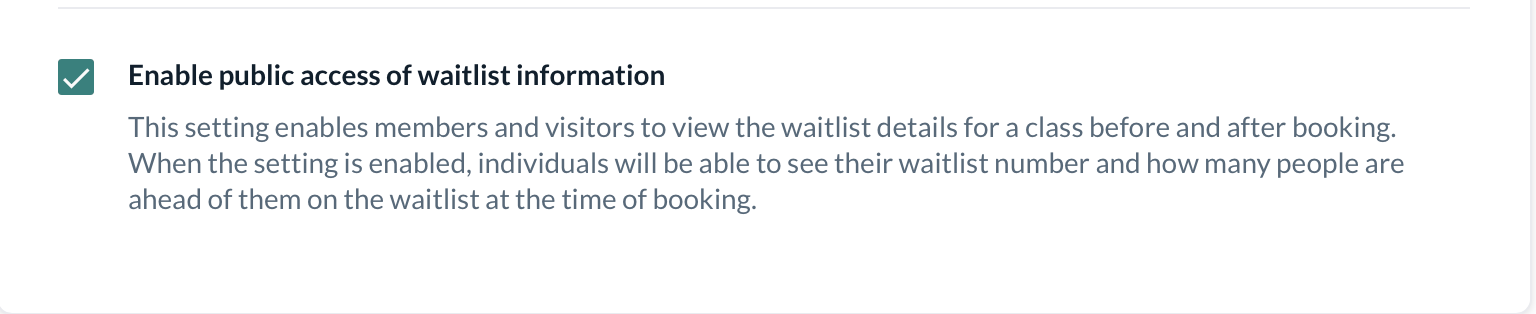 Enable public access of waitlist information
This setting enables members and visitors to view the waitlist details for a class before and after booking.
When the setting is enabled, individuals will be able to see their waitlist number and how many people are
ahead of them on the waitlist at the time of booking.